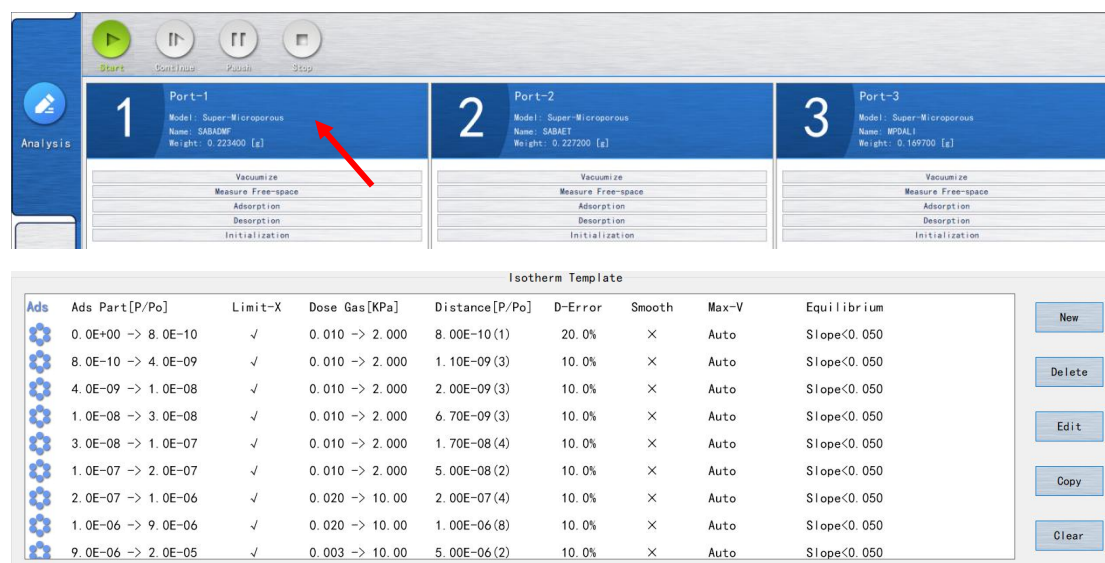 Start Continue Paush Stop
Analysis
1 Port-1
Model: Super-Microporous
Name: SABADMF
Weight: 0.223400 [g]
Vacuumize
Measure Free-space
Adsorption
Desorption
Initialization
2 Port-2
Model: Super-Microporous
Name: SABAET
Weight: 0.227200 [g]
Vacuumize
Measure Free-space
Adsorption
Desorption
Initialization
3 Port-3
Model: Super-Microporous
Name: MPDALI
Weight: 0.169700 [g]
Vacuumize
Measure Free-space
Adsorption
Desorption
Initialization
Isotherm Template
Ads Ads Part[P/Po] Limit-X Dose Gas[KPa] Distance[P/Po] D-Error Smooth Max-V Equilibrium
0.0E+00 -> 8.0E-10 √ 0.010 -> 2.000 8.00E-10(1) 20.0% × Auto Slope<0.050
8.0E-10 -> 4.0E-09 √ 0.010 -> 2.000 1.10E-09(3) 10.0% × Auto Slope<0.050
4.0E-09 -> 1.0E-08 √ 0.010 -> 2.000 2.00E-09(3) 10.0% × Auto Slope<0.050
1.0E-08 -> 3.0E-08 √ 0.010 -> 2.000 6.70E-09(3) 10.0% × Auto Slope<0.050
3.0E-08 -> 1.0E-07 √ 0.010 -> 2.000 1.70E-08(4) 10.0% × Auto Slope<0.050
1.0E-07 -> 2.0E-07 √ 0.010 -> 2.000 5.00E-08(2) 10.0% × Auto Slope<0.050
2.0E-07 -> 1.0E-06 √ 0.020 -> 10.00 2.00E-07(4) 10.0% × Auto Slope<0.050
1.0E-06 -> 9.0E-06 √ 0.020 -> 10.00 1.00E-06(8) 10.0% × Auto Slope<0.050
9.0E-06 -> 2.0E-05 √ 0.003 -> 10.00 5.00E-06(2) 10.0% × Auto Slope<0.050
New
Delete
Edit
Copy
Clear